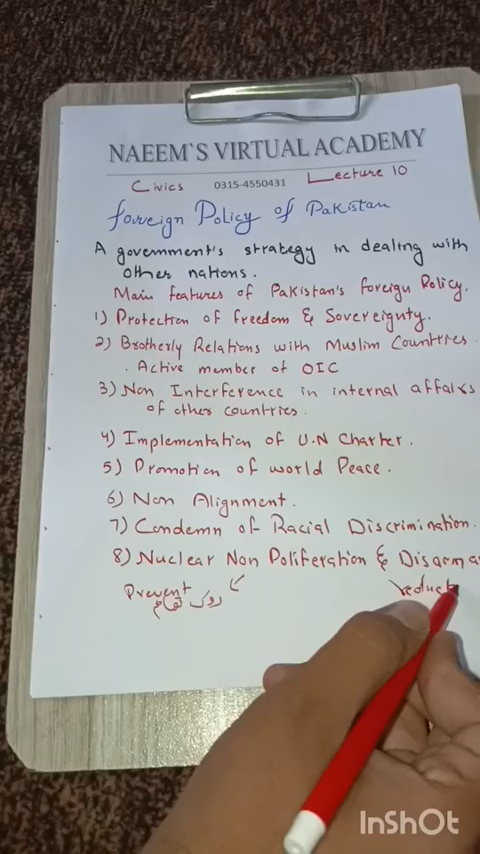 NAEEM'S VIRTUAL ACADEMY
Civics 0315-4550431 Lecture 10
Foreign Policy of Pakistan
A government's strategy in dealing with
other nations.
Main features of Pakistan's foreign Policy.
1) Protection of freedom & Sovereignty.
2) Brotherly Relations with Muslim Countries.
. Active member of OIC
3) Non Interference in internal affairs
of other countries.
4) Implementation of U.N Charter.
5) Promotion of world Peace.
6) Non Alignment.
7) Condemn of Racial Discrimination.
8) Nuclear Non Poliferation & Disarma
Prevent reduct
روک تھام
InShOt